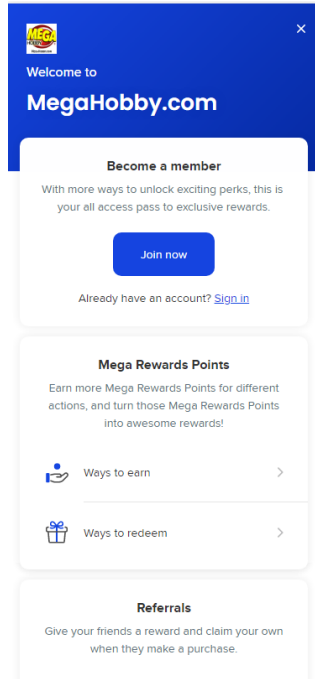 MEGA
Welcome to
MegaHobby.com
Become a member
With more ways to unlock exciting perks, this is
your all access pass to exclusive rewards.
Join now
Already have an account? Sign in
Mega Rewards Points
Earn more Mega Rewards Points for different
actions, and turn those Mega Rewards Points
into awesome rewards!
Ways to earn
Ways to redeem
Referrals
Give your friends a reward and claim your own
when they make a purchase.